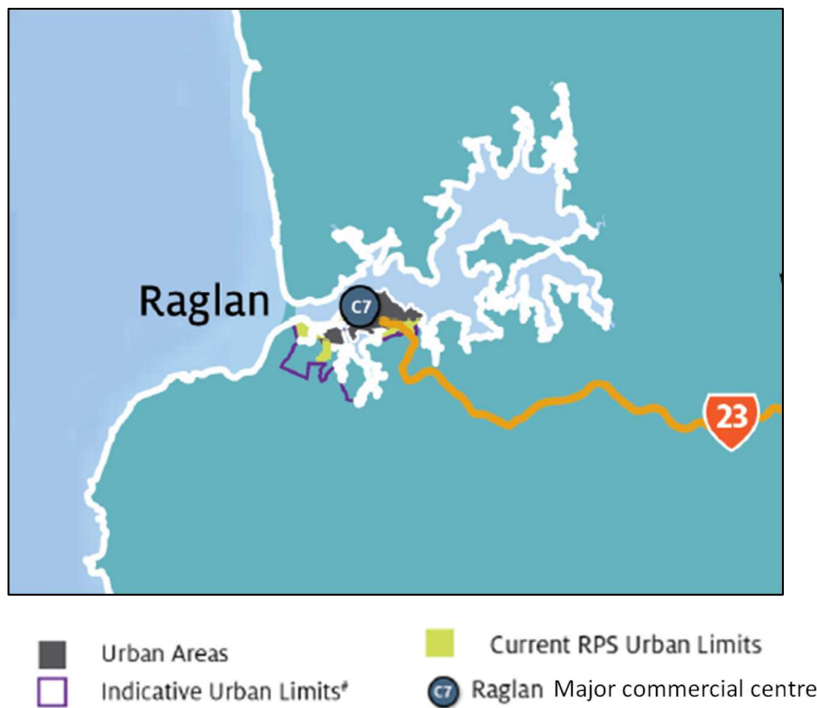 Raglan
C7
23
Urban Areas
Current RPS Urban Limits
Indicative Urban Limits#
C7 Raglan Major commercial centre